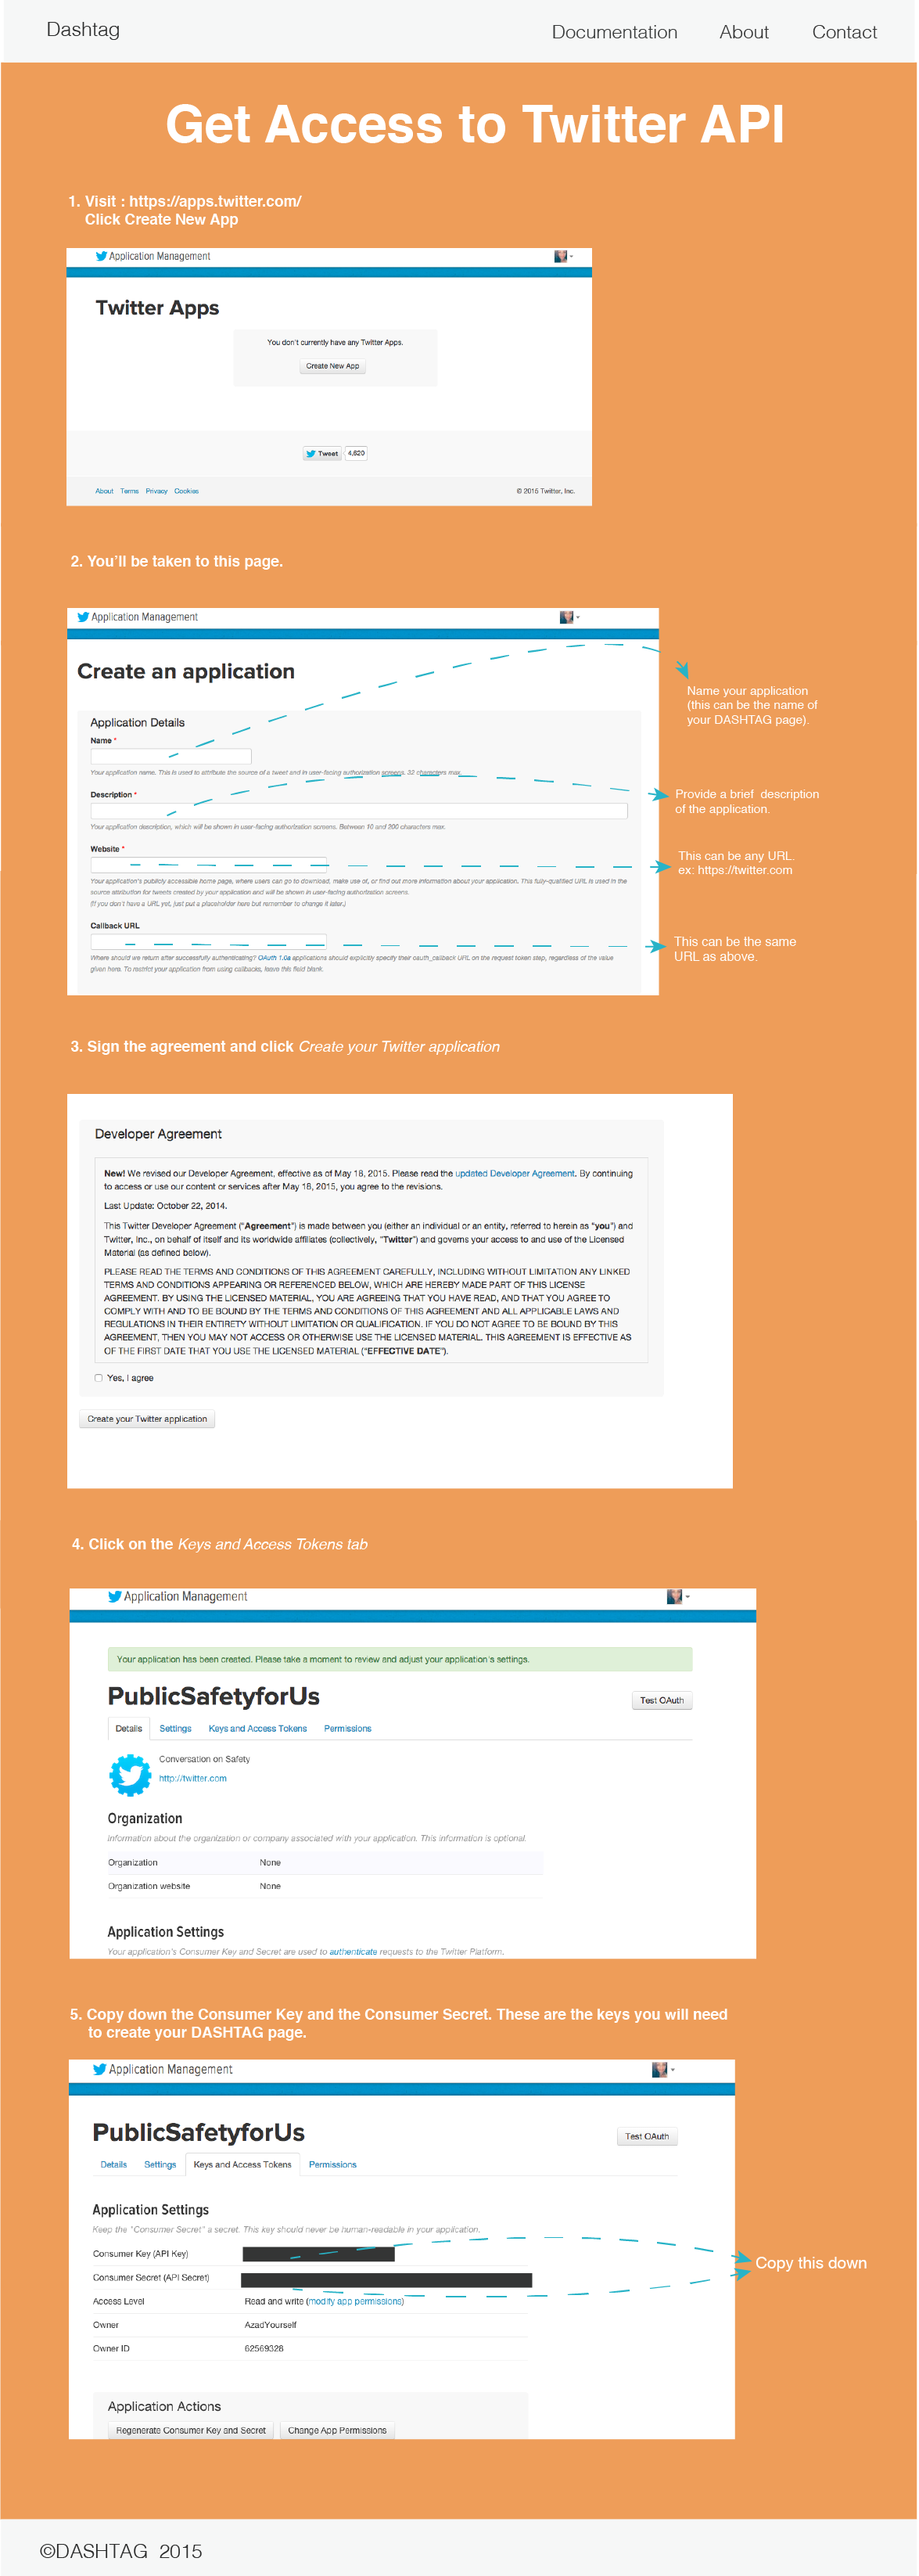 Dashtag
Documentation About Contact
Get Access to Twitter API
1. Visit : https://apps.twitter.com/
Click Create New App
Application Management
Twitter Apps
You don't currently have any Twitter Apps.
Create New App
Tweet 4,620
About Terms Privacy Cookies
© 2015 Twitter, Inc.
2. You'll be taken to this page.
Application Management
Create an application
Application Details
Name *
Your application name. This is used to attribute the source of a tweet and in user-facing authorization screens. 32 characters max.
Description *
Your application description, which will be shown in user-facing authorization screens. Between 10 and 200 characters max.
Website *
Your application's publicly accessible home page, where users can go to download, make use of, or find out more information about your application. This fully-qualified URL is used in the
source attribution for tweets created by your application and will be shown in user-facing authorization screens.
(If you don't have a URL yet, just put a placeholder here but remember to change it later.)
Callback URL
Where should we return after successfully authenticating? OAuth 1.0a applications should explicitly specify their oauth_callback URL on the request token step, regardless of the value
given here. To restrict your application from using callbacks, leave this field blank.
Name your application
(this can be the name of
your DASHTAG page).
Provide a brief description
of the application.
This can be any URL.
ex: https://twitter.com
This can be the same
URL as above.
3. Sign the agreement and click Create your Twitter application
Developer Agreement
New! We revised our Developer Agreement, effective as of May 18, 2015. Please read the updated Developer Agreement. By continuing
to access or use our content or services after May 18, 2015, you agree to the revisions.
Last Update: October 22, 2014.
This Twitter Developer Agreement ("Agreement") is made between you (either an individual or an entity, referred to herein as "you") and
Twitter, Inc., on behalf of itself and its worldwide affiliates (collectively, "Twitter") and governs your access to and use of the Licensed
Material (as defined below).
PLEASE READ THE TERMS AND CONDITIONS OF THIS AGREEMENT CAREFULLY, INCLUDING WITHOUT LIMITATION ANY LINKED
TERMS AND CONDITIONS APPEARING OR REFERENCED BELOW, WHICH ARE HEREBY MADE PART OF THIS LICENSE
AGREEMENT. BY USING THE LICENSED MATERIAL, YOU ARE AGREEING THAT YOU HAVE READ, AND THAT YOU AGREE TO
COMPLY WITH AND TO BE BOUND BY THE TERMS AND CONDITIONS OF THIS AGREEMENT AND ALL APPLICABLE LAWS AND
REGULATIONS IN THEIR ENTIRETY WITHOUT LIMITATION OR QUALIFICATION. IF YOU DO NOT AGREE TO BE BOUND BY THIS
AGREEMENT, THEN YOU MAY NOT ACCESS OR OTHERWISE USE THE LICENSED MATERIAL. THIS AGREEMENT IS EFFECTIVE AS
OF THE FIRST DATE THAT YOU USE THE LICENSED MATERIAL ("EFFECTIVE DATE").
Yes, I agree
Create your Twitter application
4. Click on the Keys and Access Tokens tab
Application Management
Your application has been created. Please take a moment to review and adjust your application's settings.
PublicSafetyforUs
Test OAuth
Details Settings Keys and Access Tokens Permissions
Conversation on Safety
http://twitter.com
Organization
Information about the organization or company associated with your application. This information is optional.
Organization None
Organization website None
Application Settings
Your application's Consumer Key and Secret are used to authenticate requests to the Twitter Platform.
5. Copy down the Consumer Key and the Consumer Secret. These are the keys you will need
to create your DASHTAG page.
Application Management
PublicSafetyforUs
Test OAuth
Details Settings Keys and Access Tokens Permissions
Application Settings
Keep the "Consumer Secret" a secret. This key should never be human-readable in your application.
Consumer Key (API Key)
Consumer Secret (API Secret)
Access Level Read and write (modify app permissions)
Owner AzadYourself
Owner ID 62569328
Copy this down
Application Actions
Regenerate Consumer Key and Secret Change App Permissions
©DASHTAG 2015